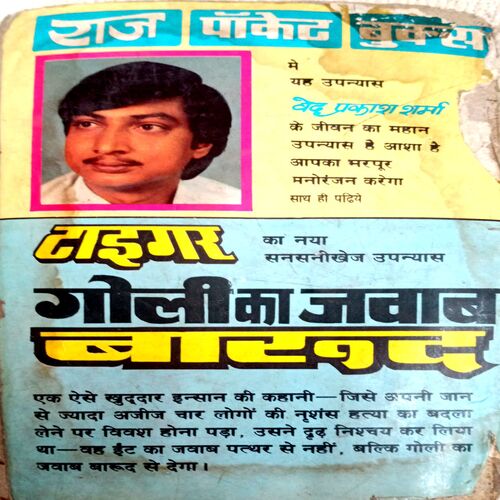 राज पॉकेट बुक्स
मे
यह उपन्यास
वेद प्रकाश शर्मा
के जीवन का महान
उपन्यास है आशा है
आपका भरपूर
मनोरंजन करेगा
साथ ही पढ़िये
टाइगर का नया
सनसनीखेज उपन्यास
गोली का जवाब
बारूद
एक ऐसे खुद्दार इन्सान की कहानी—जिसे अपनी जान
से ज्यादा अजीज चार लोगों की नृशंस हत्या का बदला
लेने पर विवश होना पड़ा, उसने दृढ़ निश्चय कर लिया
था—वह ईंट का जवाब पत्थर से नहीं, बल्कि गोली का
जवाब बारूद से देगा।